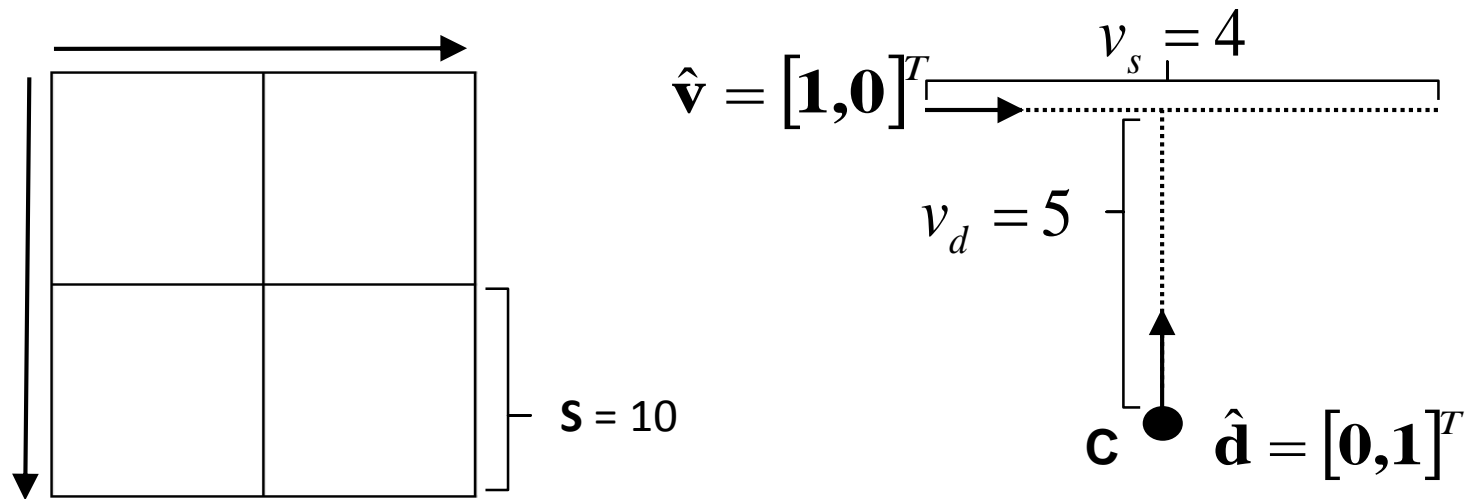 v_s = 4
v̂ = [1,0]^T
v_d = 5
S = 10
C
d̂ = [0,1]^T